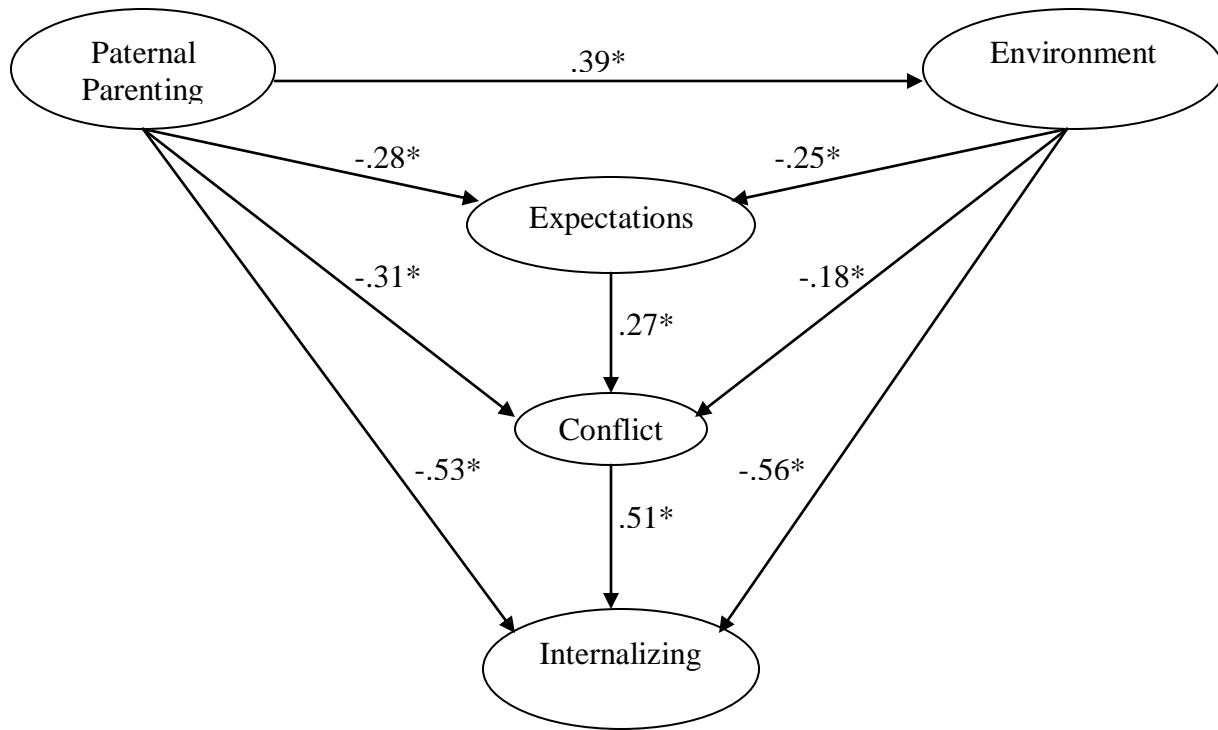 Paternal
Parenting
.39*
Environment
-.28*
-.25*
Expectations
-.31*
-.18*
.27*
Conflict
-.53*
-.56*
.51*
Internalizing